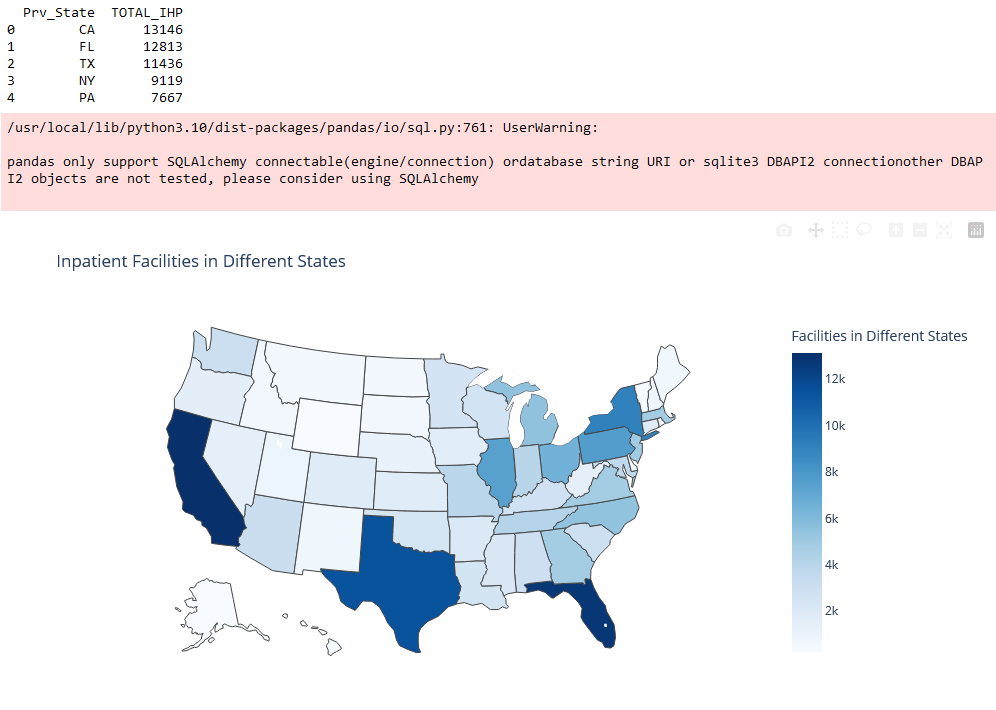 Prv_State TOTAL_IHP
0 CA 13146
1 FL 12813
2 TX 11436
3 NY 9119
4 PA 7667
/usr/local/lib/python3.10/dist-packages/pandas/io/sql.py:761: UserWarning:
pandas only support SQLAlchemy connectable(engine/connection) ordatabase string URI or sqlite3 DBAPI2 connectionother DBAP
I2 objects are not tested, please consider using SQLAlchemy
Inpatient Facilities in Different States
Facilities in Different States
12k
10k
8k
6k
4k
2k